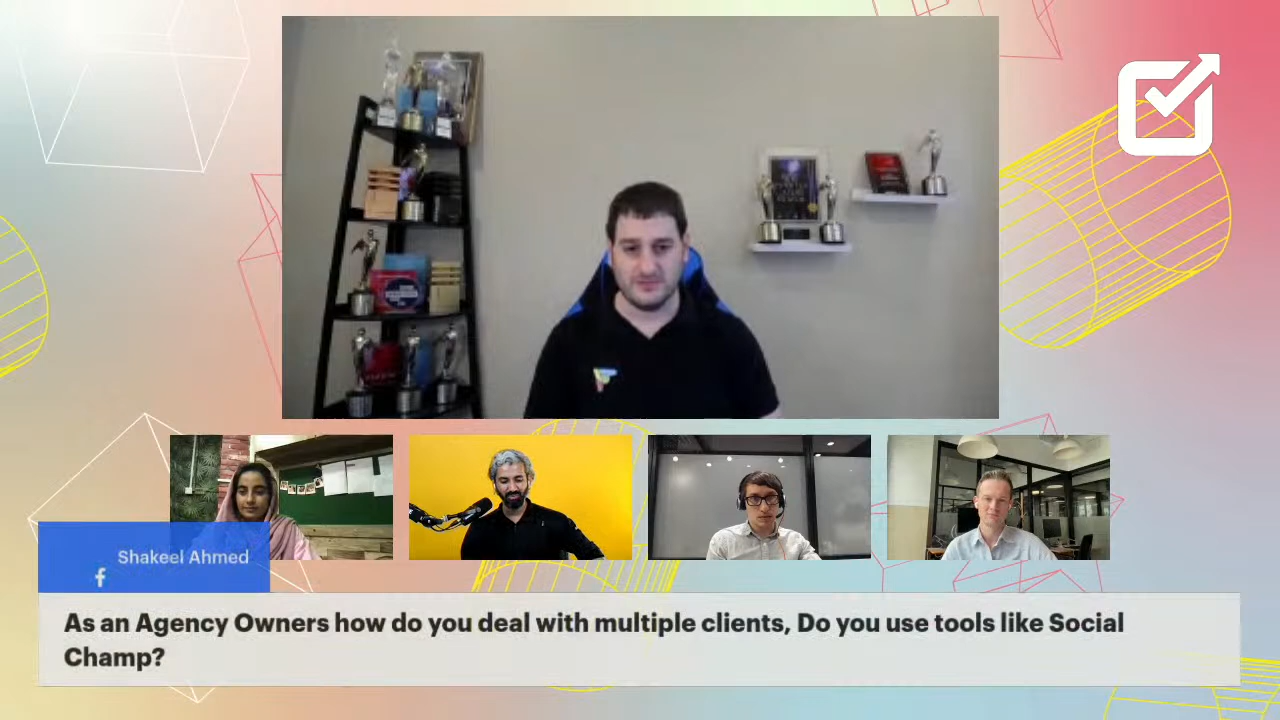 Shakeel Ahmed
As an Agency Owners how do you deal with multiple clients, Do you use tools like Social
Champ?